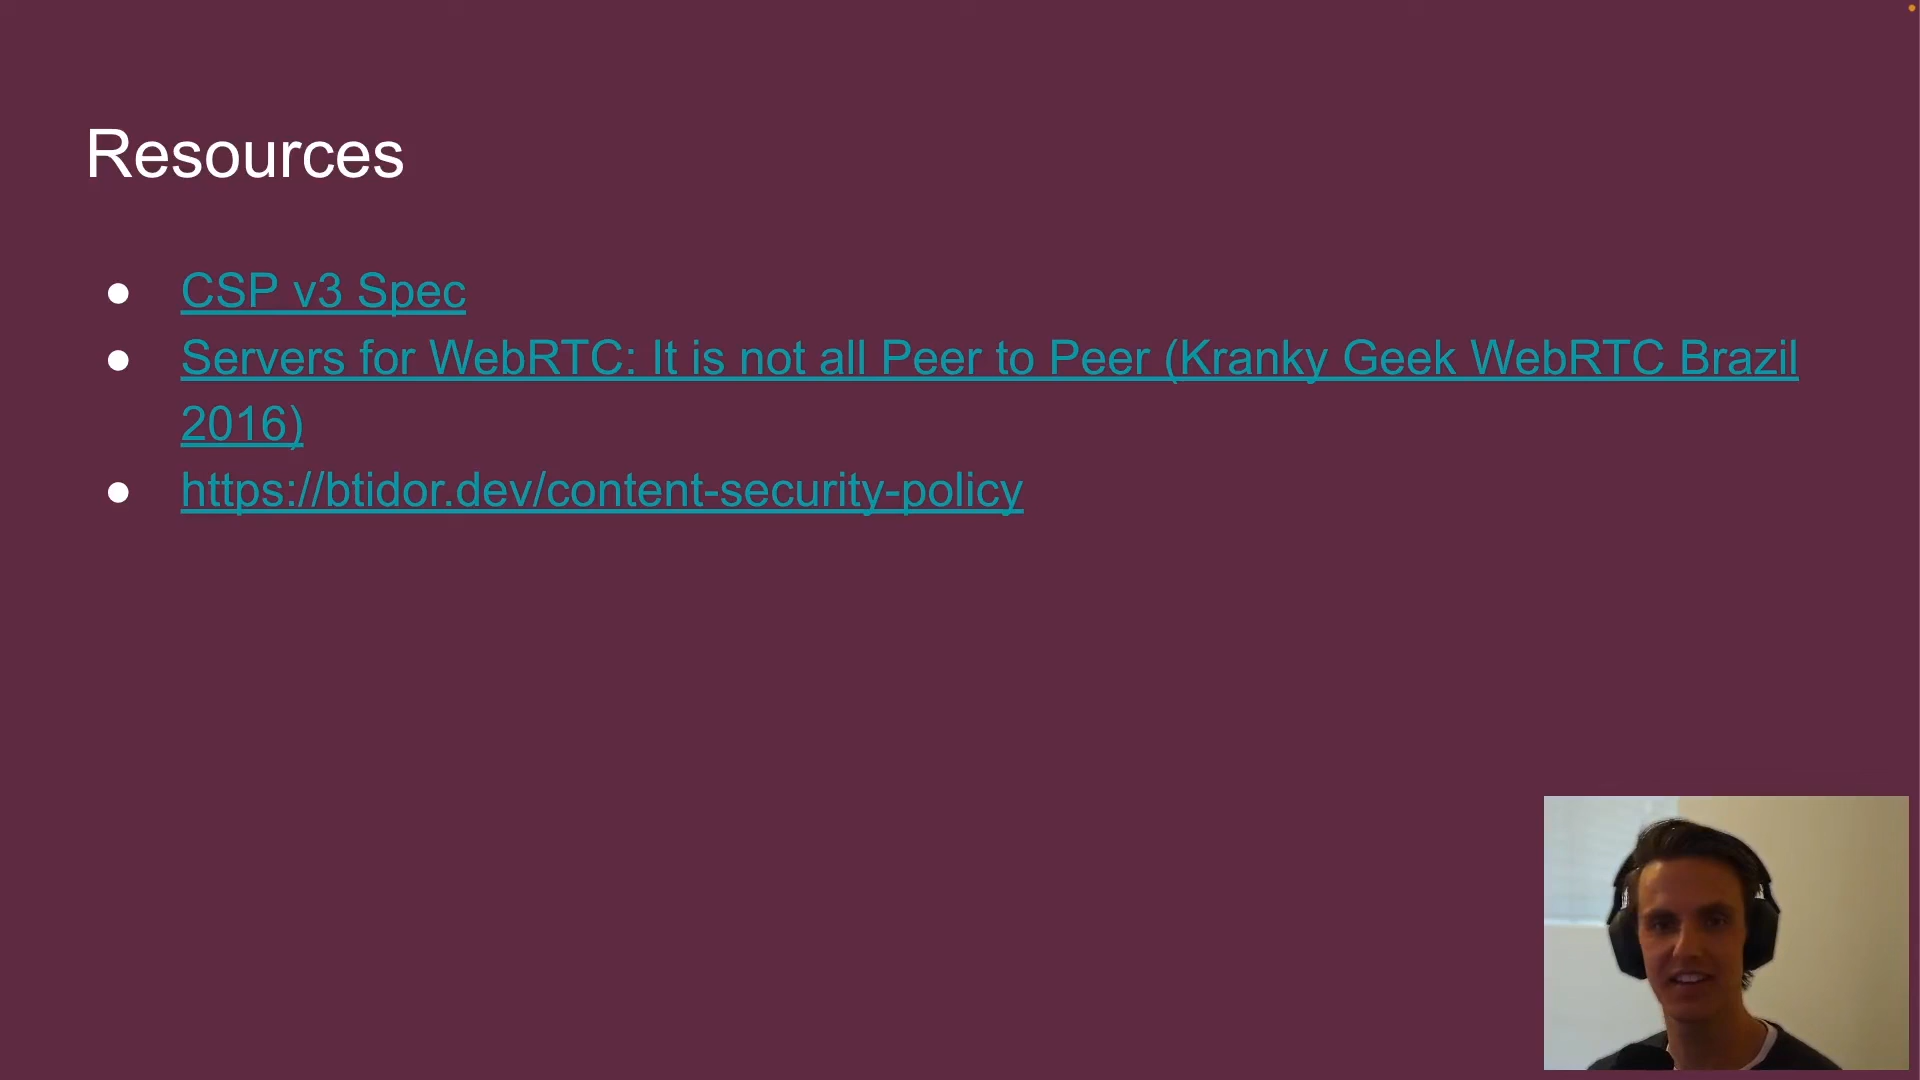 Resources
CSP v3 Spec
Servers for WebRTC: It is not all Peer to Peer (Kranky Geek WebRTC Brazil
2016)
https://btidor.dev/content-security-policy